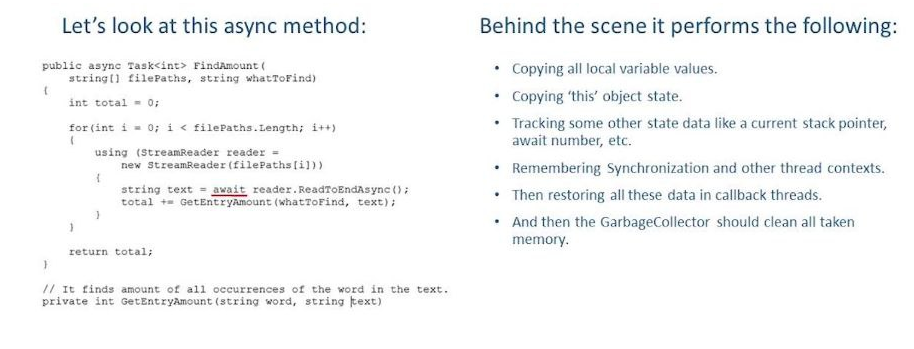 Let's look at this async method:
public async Task<int> FindAmount(
string[] filePaths, string whatToFind)
{
int total = 0;
for(int i = 0; i < filePaths.Length; i++)
{
using (StreamReader reader =
new StreamReader(filePaths[i]))
{
string text = await reader.ReadToEndAsync();
total += GetEntryAmount(whatToFind, text);
}
}
return total;
}
// It finds amount of all occurrences of the word in the text.
private int GetEntryAmount(string word, string text)
Behind the scene it performs the following:
• Copying all local variable values.
• Copying 'this' object state.
• Tracking some other state data like a current stack pointer,
await number, etc.
• Remembering Synchronization and other thread contexts.
• Then restoring all these data in callback threads.
• And then the GarbageCollector should clean all taken
memory.